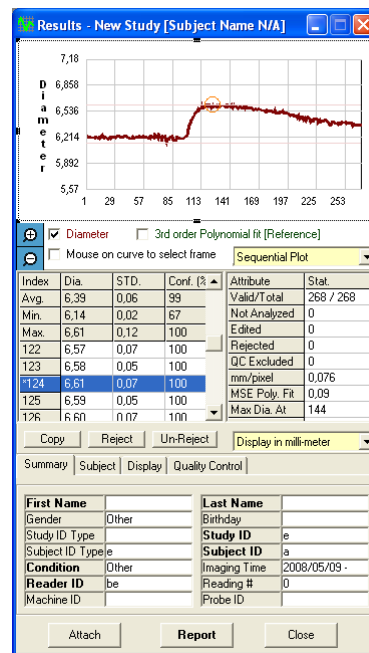 Results - New Study [Subject Name N/A]
7,18
6,858
6,536
6,214
5,892
5,57
Diameter
1 29 57 85 113 141 169 197 225 253
Diameter 3rd order Polynomial fit [Reference]
Mouse on curve to select frame Sequential Plot
Index Dia. STD. Conf. (%
Avg. 6,39 0,06 99
Min. 6,14 0,02 67
Max. 6,61 0,12 100
122 6,57 0,07 100
123 6,58 0,05 100
*124 6,61 0,07 100
125 6,59 0,05 100
126 6,60 0,07 100
Attribute Stat.
Valid/Total 268 / 268
Not Analyzed 0
Edited 0
Rejected 0
QC Excluded 0
mm/pixel 0,076
MSE Poly. Fit 0,09
Max Dia. At 144
Copy Reject Un-Reject Display in milli-meter
Summary Subject Display Quality Control
First Name Last Name
Gender Other Birthday
Study ID Type Study ID e
Subject ID Type e Subject ID a
Condition Other Imaging Time 2008/05/09 -
Reader ID be Reading # 0
Machine ID Probe ID
Attach Report Close